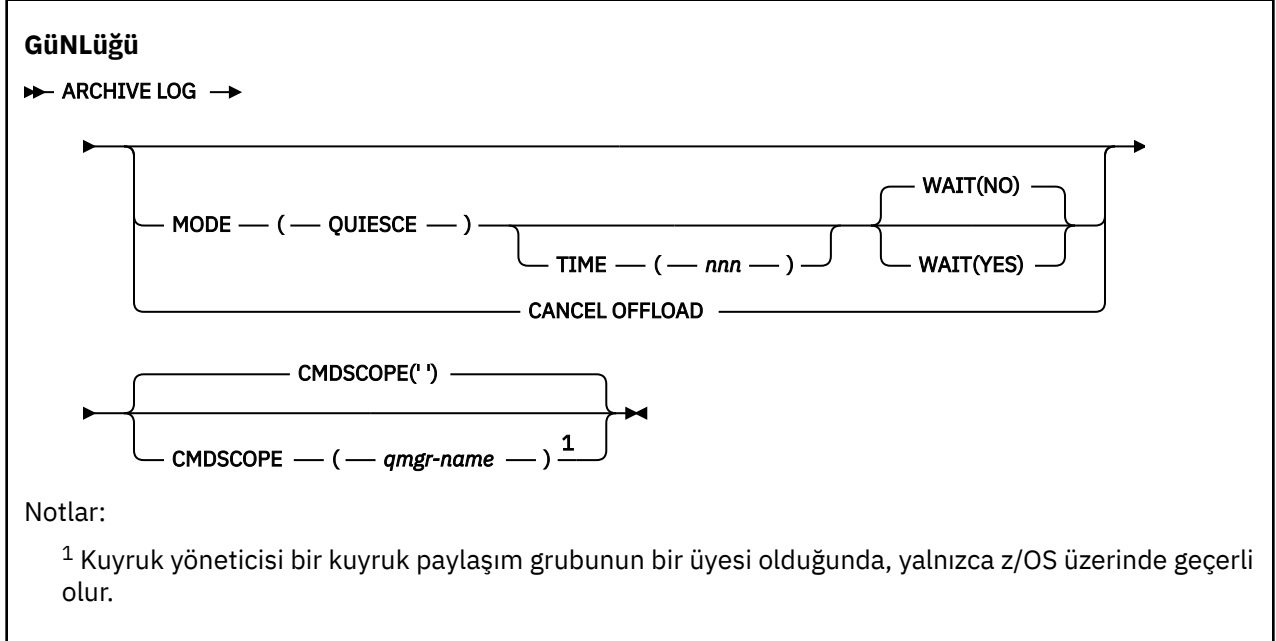 GüNLüğü
ARCHIVE LOG
WAIT(NO)
MODE ( QUIESCE )
TIME ( nnn )
WAIT(YES)
CANCEL OFFLOAD
CMDSCOPE(' ')
CMDSCOPE ( qmgr-name ) 1
Notlar:
1 Kuyruk yöneticisi bir kuyruk paylaşım grubunun bir üyesi olduğunda, yalnızca z/OS üzerinde geçerli
olur.